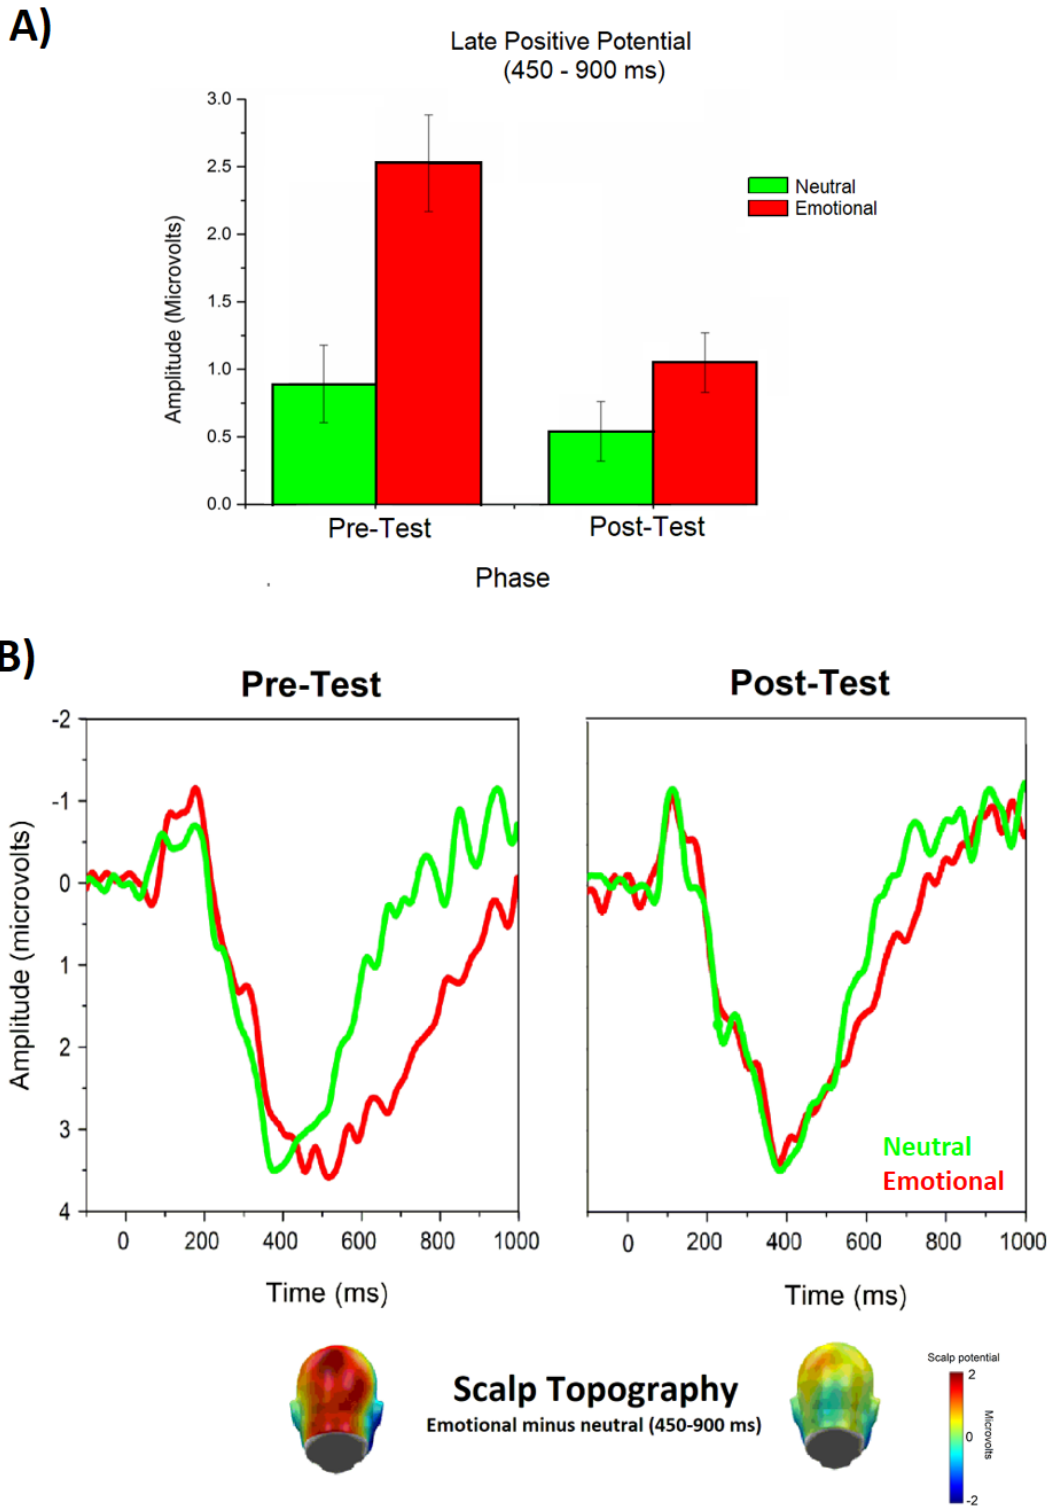 A)
Late Positive Potential
(450 - 900 ms)
3.0
2.5
2.0
1.5
1.0
0.5
0.0
Amplitude (Microvolts)
Neutral
Emotional
Pre-Test
Post-Test
Phase
B)
Pre-Test
Post-Test
-2
-1
0
1
2
3
4
Amplitude (microvolts)
Neutral
Emotional
0 200 400 600 800 1000
0 200 400 600 800 1000
Time (ms)
Time (ms)
Scalp Topography
Emotional minus neutral (450-900 ms)
Scalp potential
2
0
-2
Microvolts